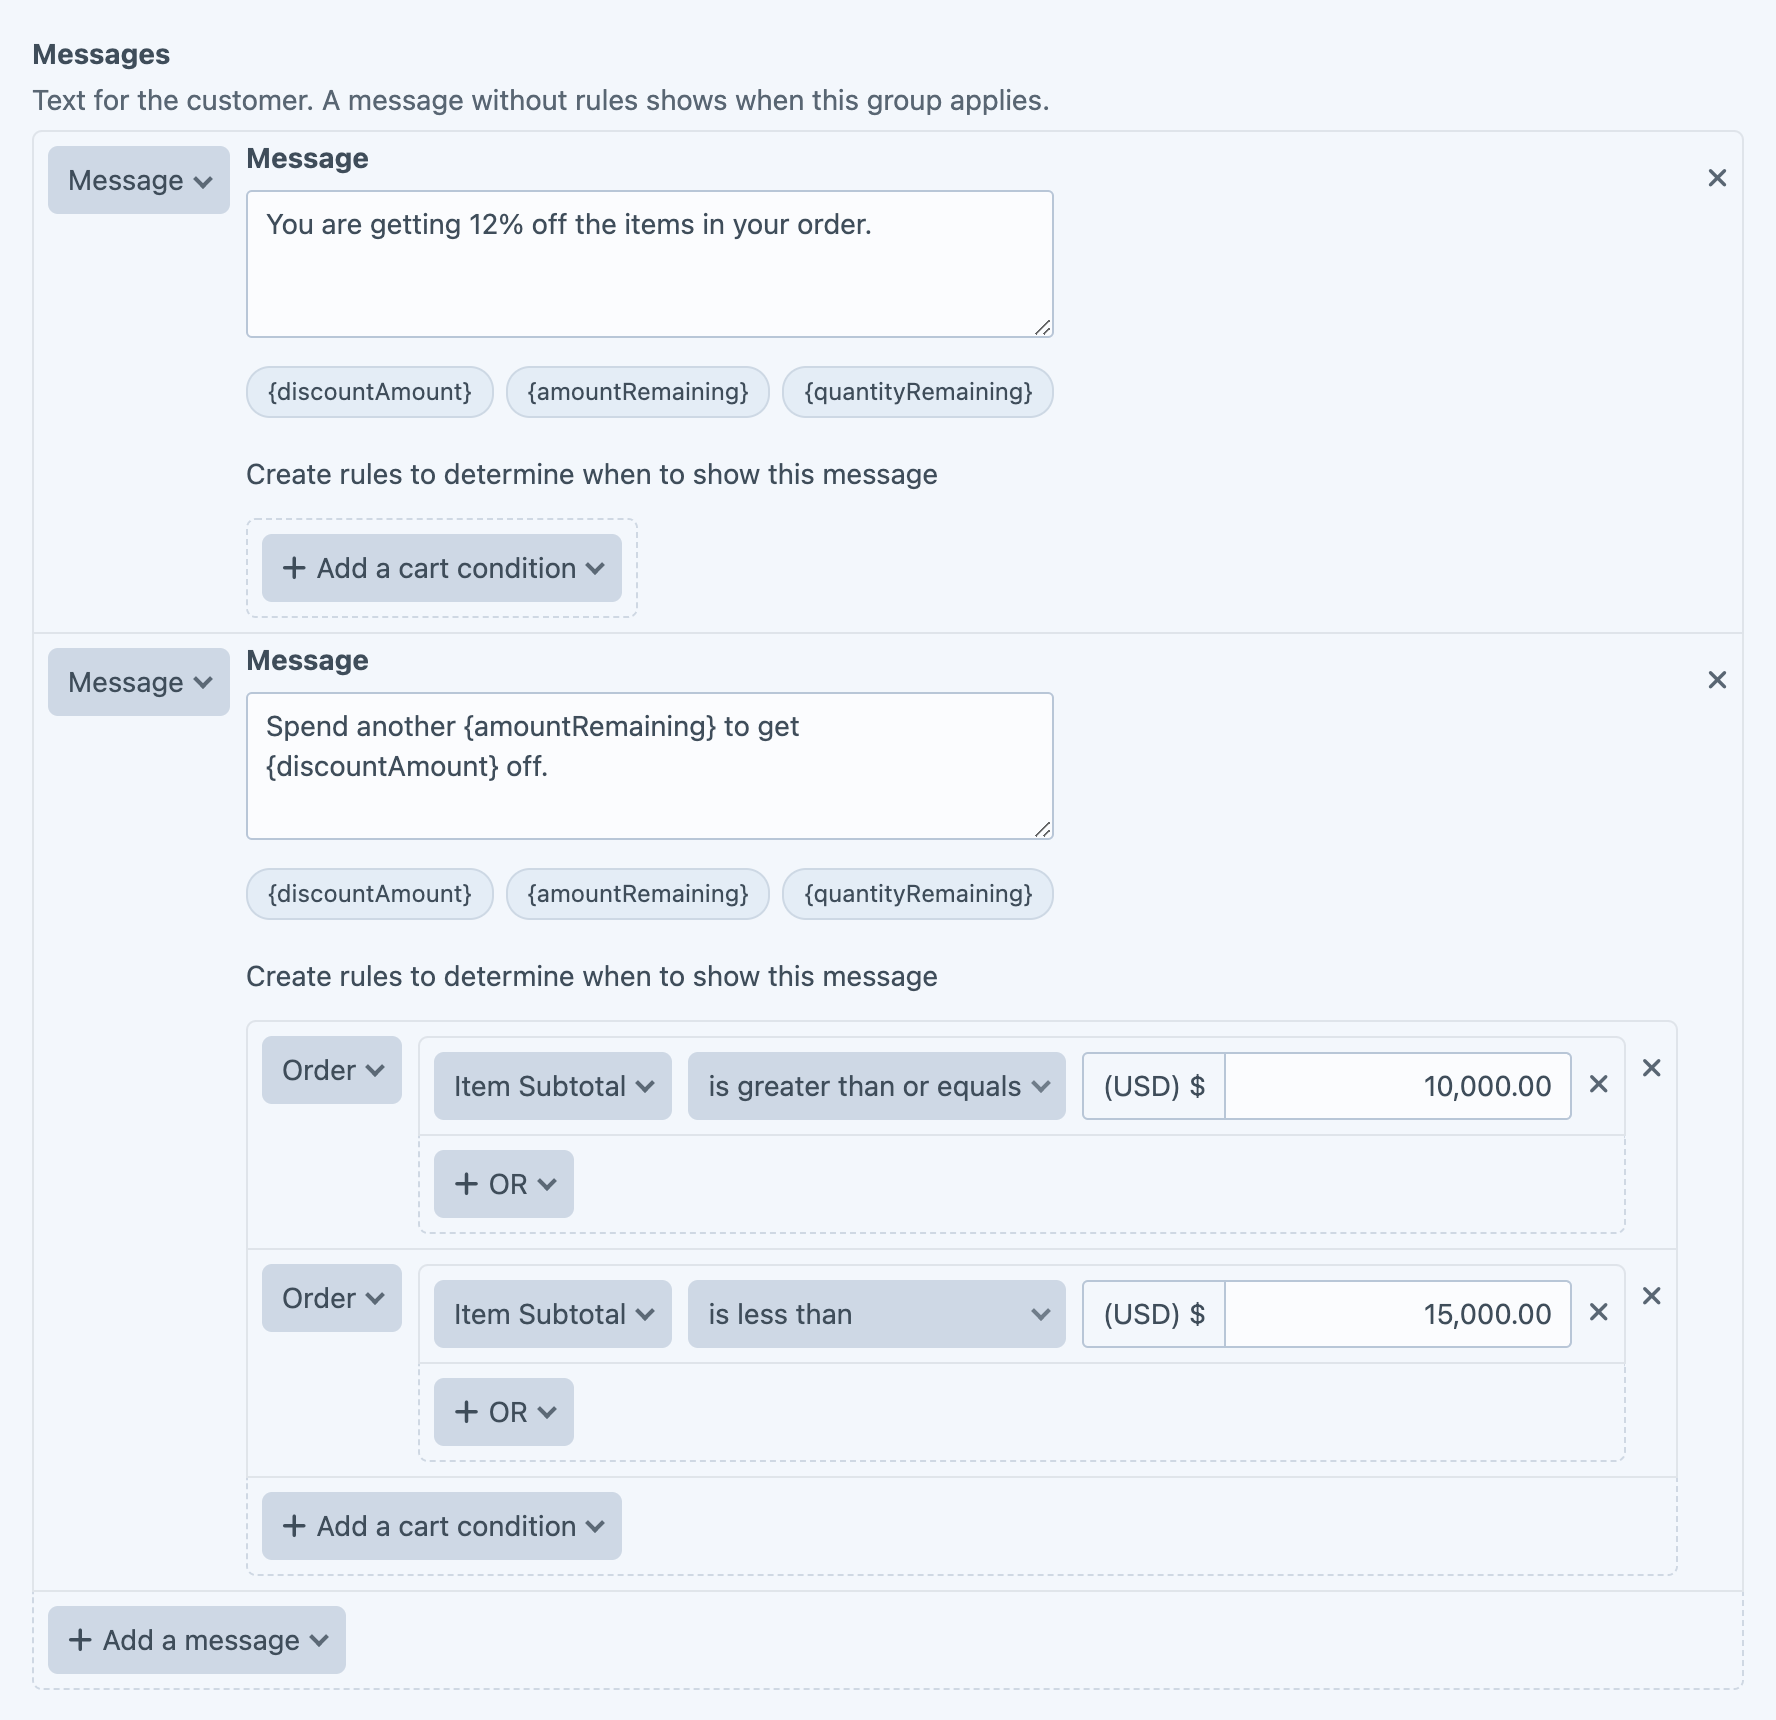 Messages
Text for the customer. A message without rules shows when this group applies.
Message
Message
You are getting 12% off the items in your order.
{discountAmount} {amountRemaining} {quantityRemaining}
Create rules to determine when to show this message
+ Add a cart condition
Message
Message
Spend another {amountRemaining} to get
{discountAmount} off.
{discountAmount} {amountRemaining} {quantityRemaining}
Create rules to determine when to show this message
Order Item Subtotal is greater than or equals (USD) $ 10,000.00
+ OR
Order Item Subtotal is less than (USD) $ 15,000.00
+ OR
+ Add a cart condition
+ Add a message